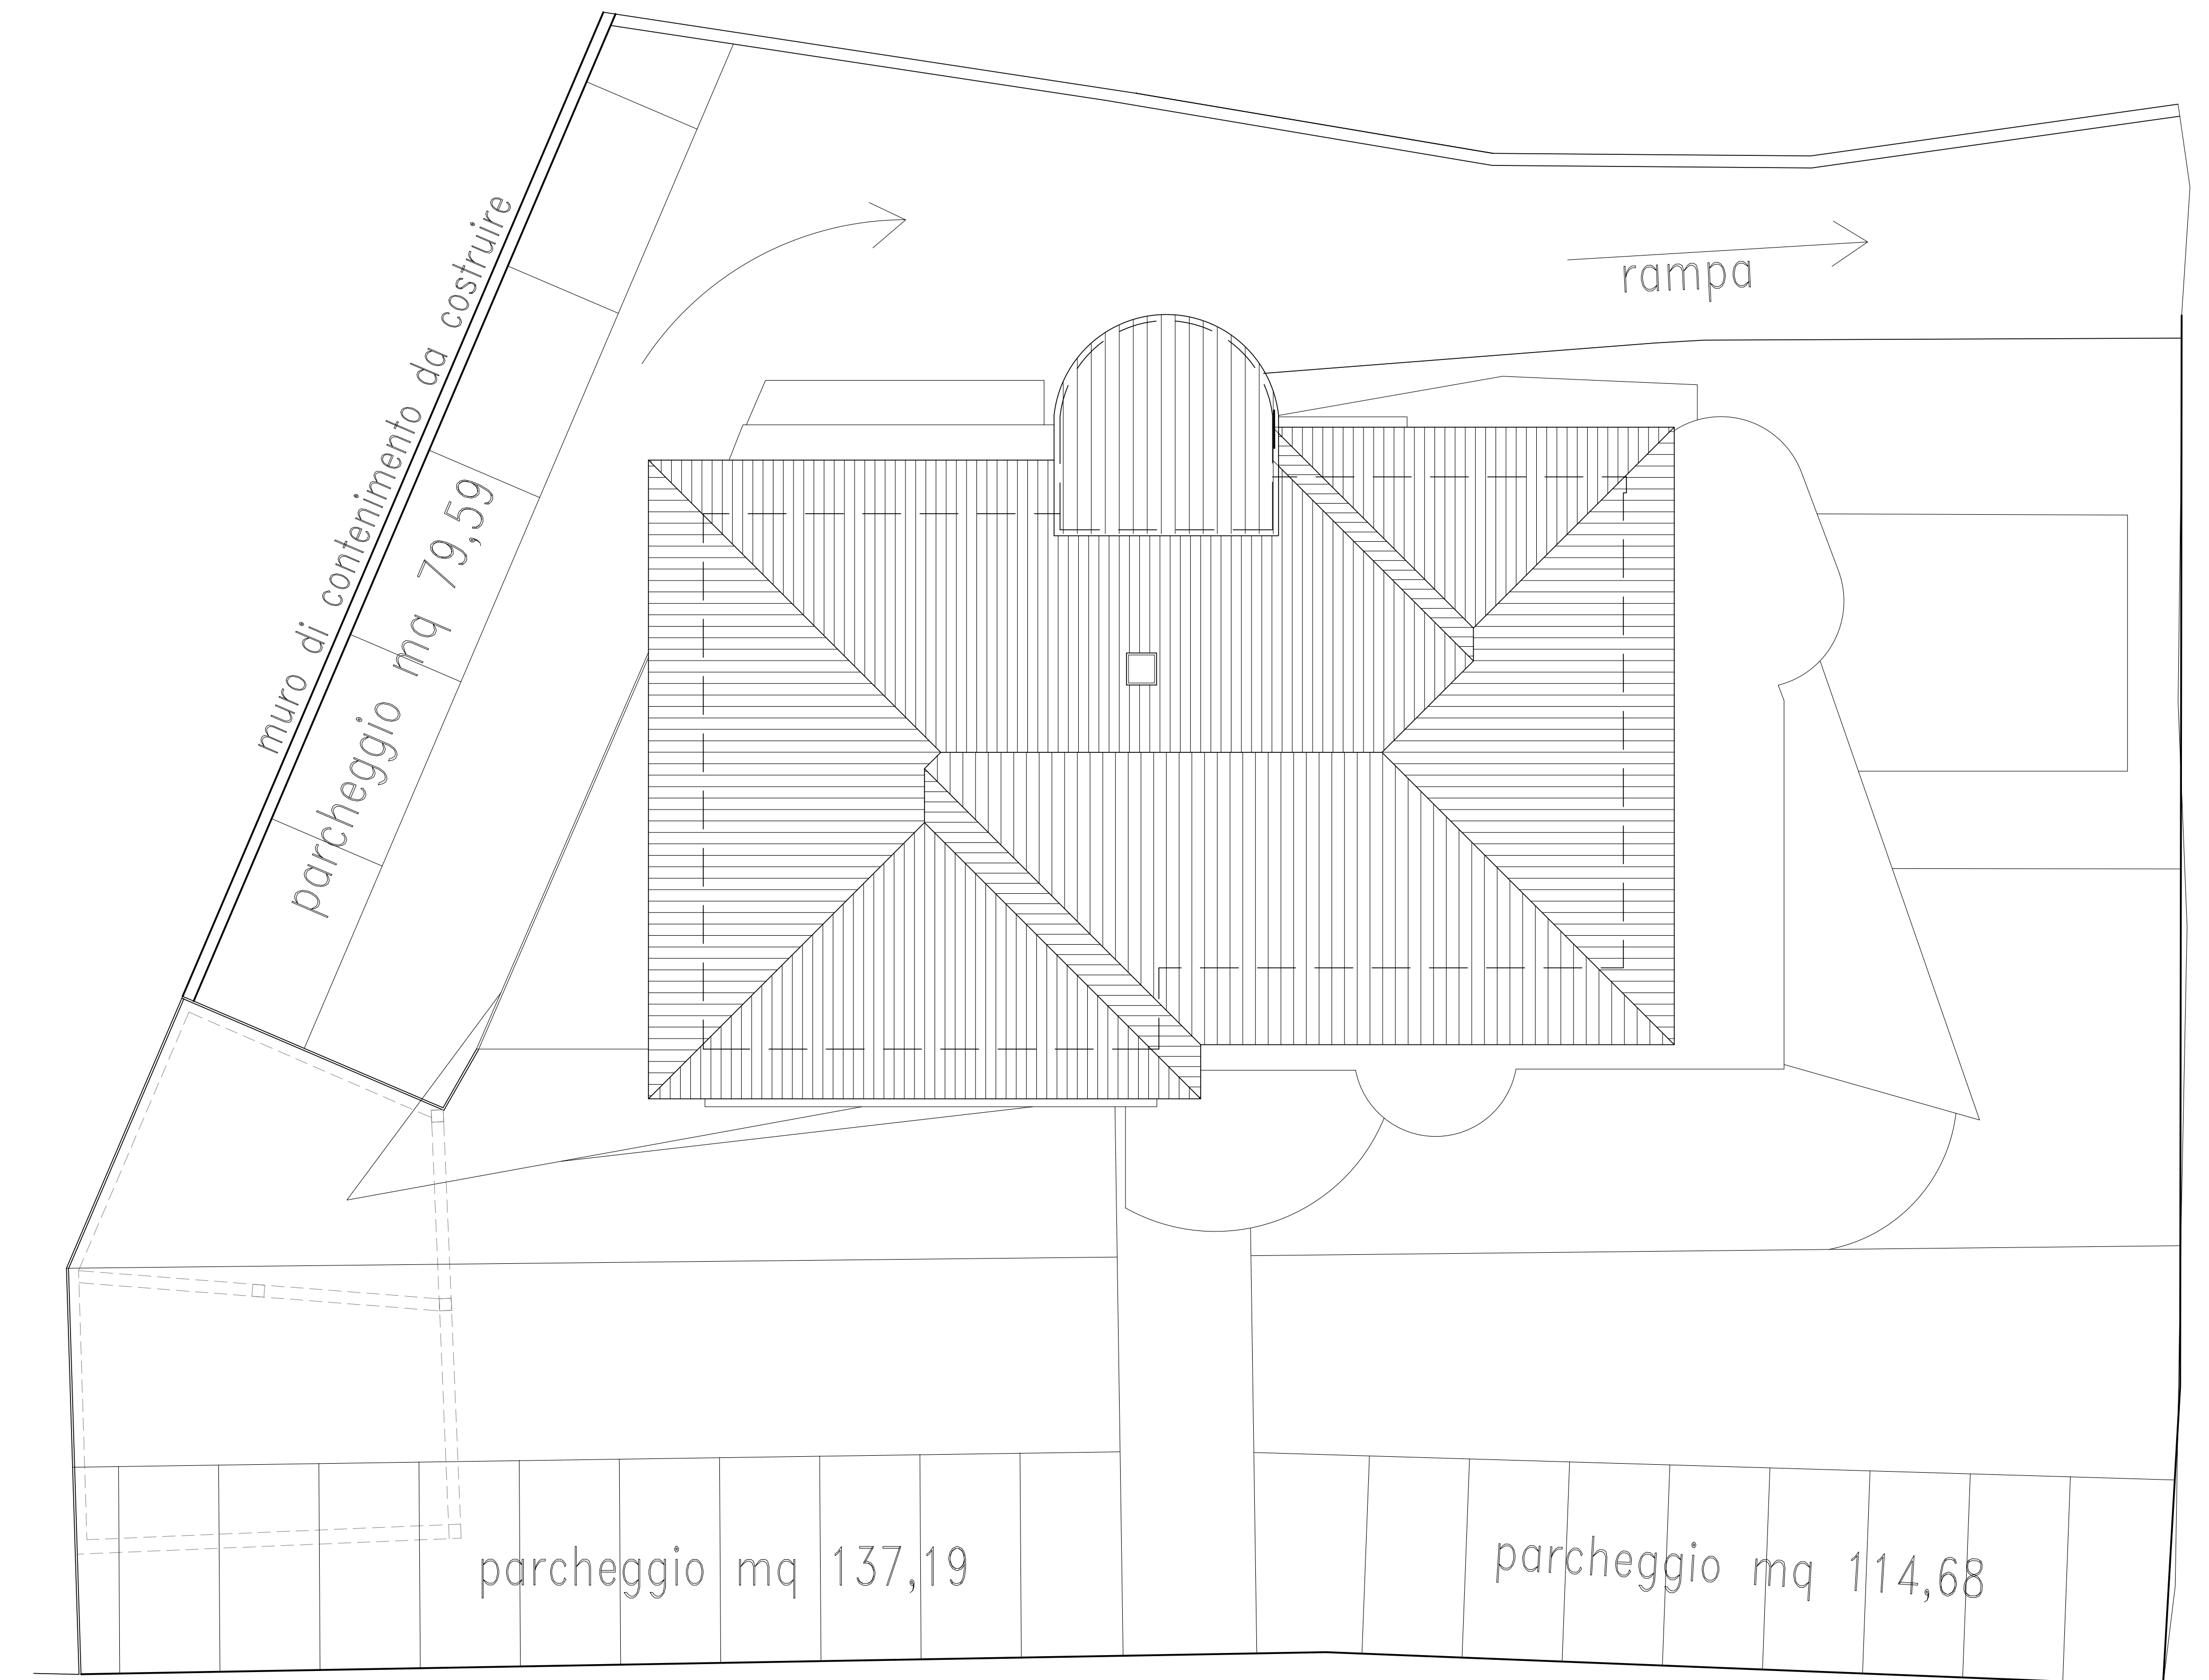 muro di contenimento da costruire
rampa
parcheggio mq 79,59
parcheggio mq 137,19
parcheggio mq 114,68